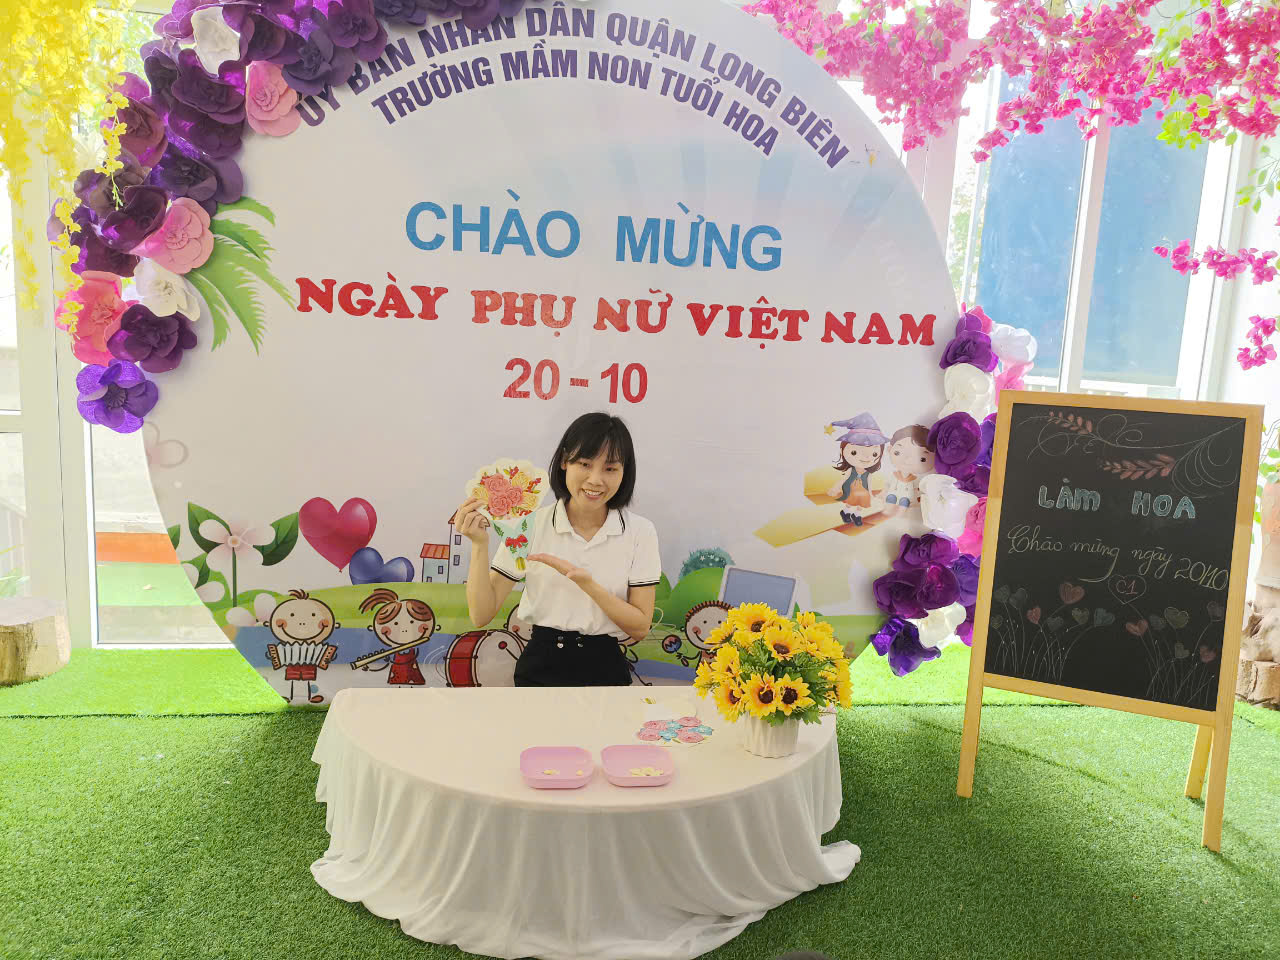 ỦY BAN NHÂN DÂN QUẬN LONG BIÊN
TRƯỜNG MẦM NON TUỔI HOA
CHÀO MỪNG
NGÀY PHỤ NỮ VIỆT NAM
20-10
LÀM HOA
Chào mừng ngày 20/10
C1